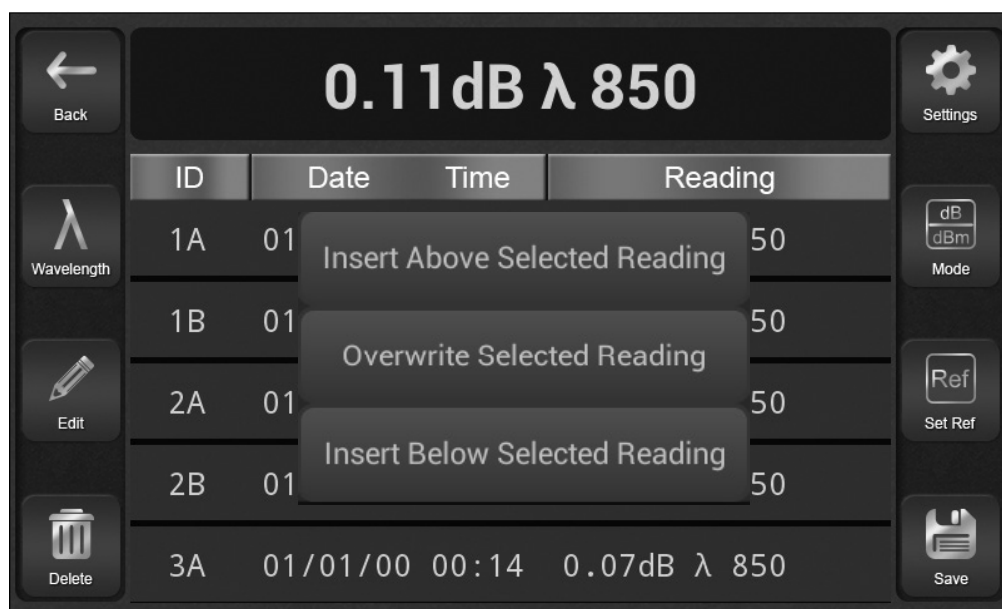 Back
0.11dB λ 850
Settings
ID Date Time Reading
λ
Wavelength
dB
dBm
Mode
1A 01 50
Insert Above Selected Reading
1B 01 50
Overwrite Selected Reading
Edit
2A 01 50
Ref
Set Ref
Insert Below Selected Reading
2B 01 50
Delete
3A 01/01/00 00:14 0.07dB λ 850
Save